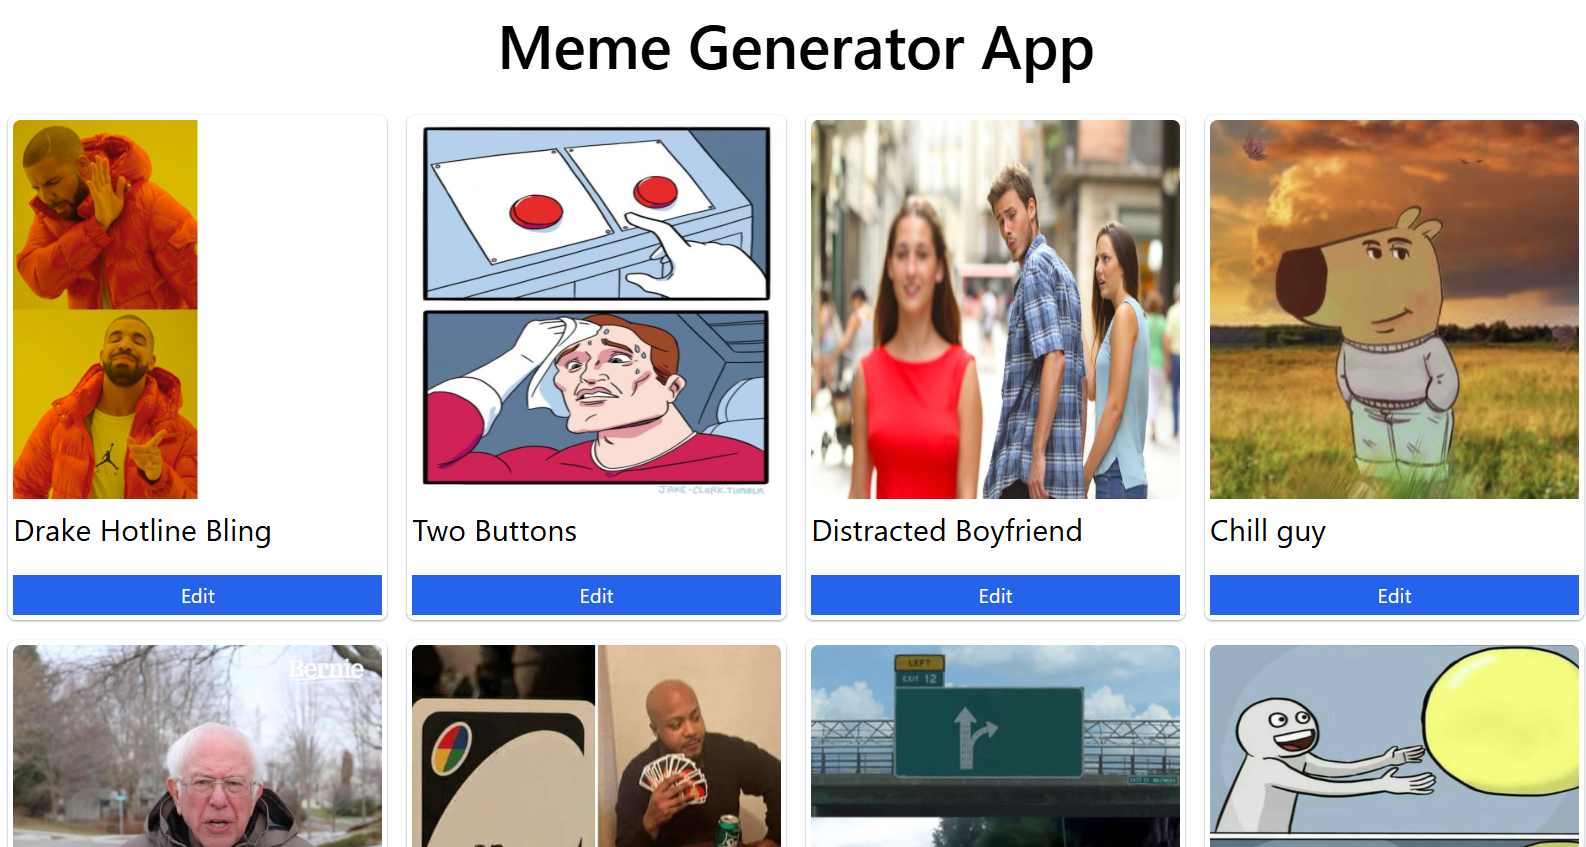 Meme Generator App
JAKE-CLARK.TUMBLR
Drake Hotline Bling
Two Buttons
Distracted Boyfriend
Chill guy
Edit
Edit
Edit
Edit
Bernie
LEFT
EXIT 12